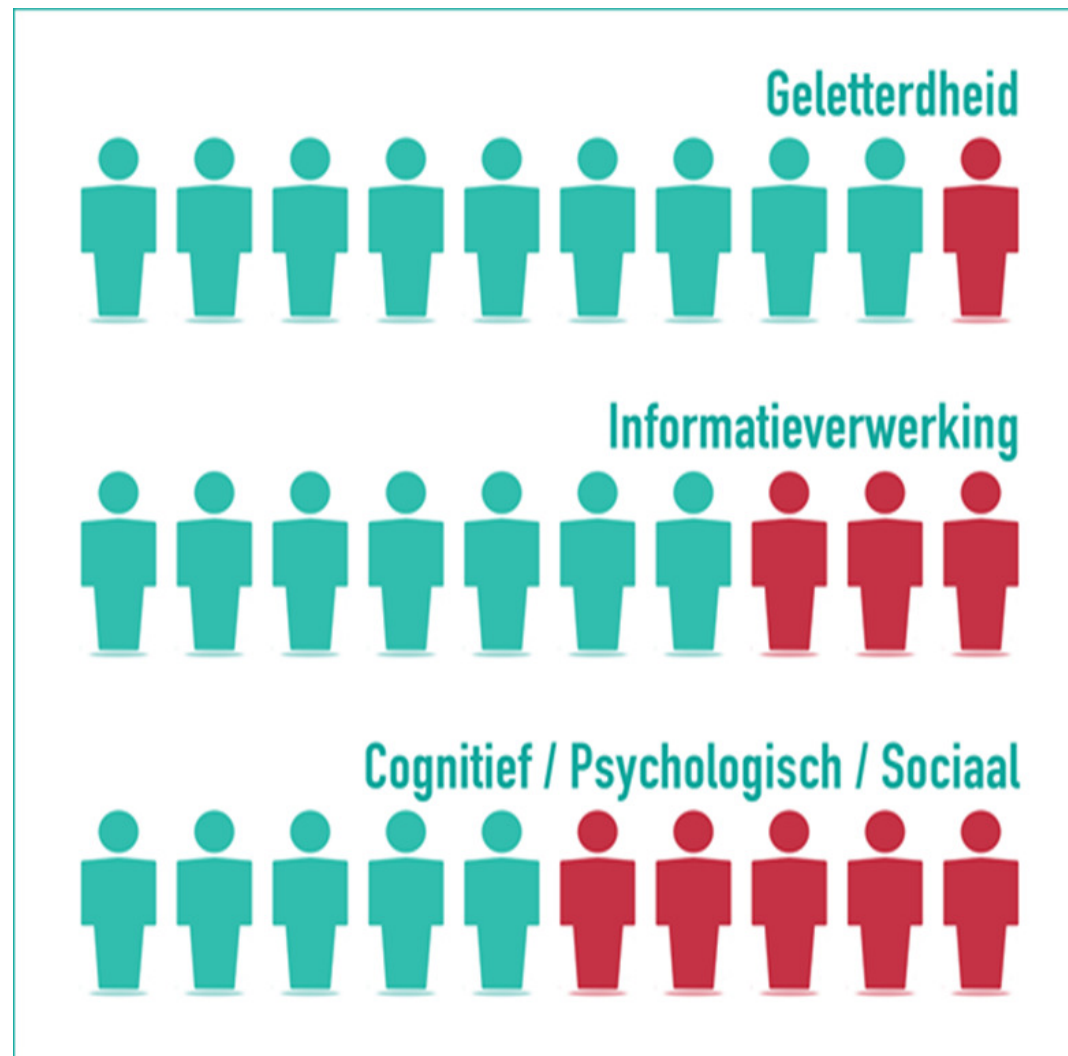 Geletterdheid
Informatieverwerking
Cognitief / Psychologisch / Sociaal